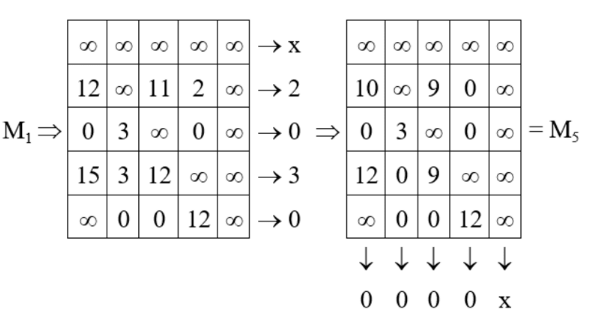 ∞ ∞ ∞ ∞ ∞ → x ∞ ∞ ∞ ∞ ∞
12 ∞ 11 2 ∞ → 2 10 ∞ 9 0 ∞
M₁ ⇒ 0 3 ∞ 0 ∞ → 0 ⇒ 0 3 ∞ 0 ∞ = M₅
15 3 12 ∞ ∞ → 3 12 0 9 ∞ ∞
∞ 0 0 12 ∞ → 0 ∞ 0 0 12 ∞
↓ ↓ ↓ ↓ ↓
0 0 0 0 x